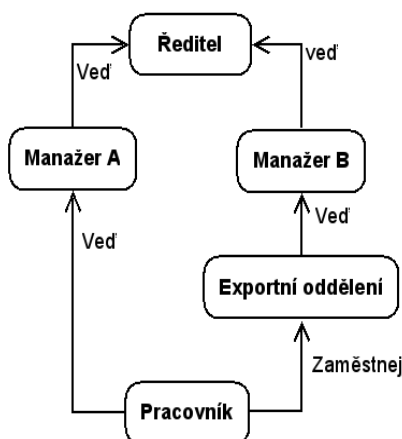 Ředitel
Veď
veď
Manažer A
Manažer B
Veď
Veď
Exportní oddělení
Zaměstnej
Pracovník